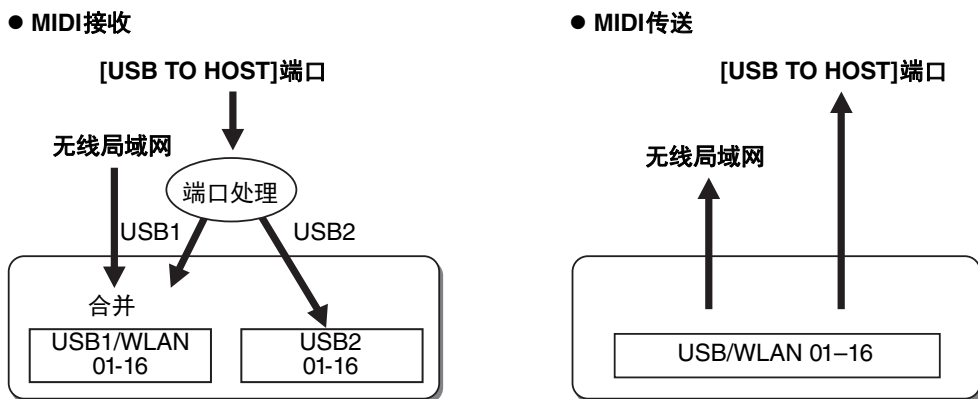 ● MIDI接收
[USB TO HOST]端口
无线局域网
端口处理
USB1
USB2
合并
USB1/WLAN
01-16
USB2
01-16
● MIDI传送
[USB TO HOST]端口
无线局域网
USB/WLAN 01–16